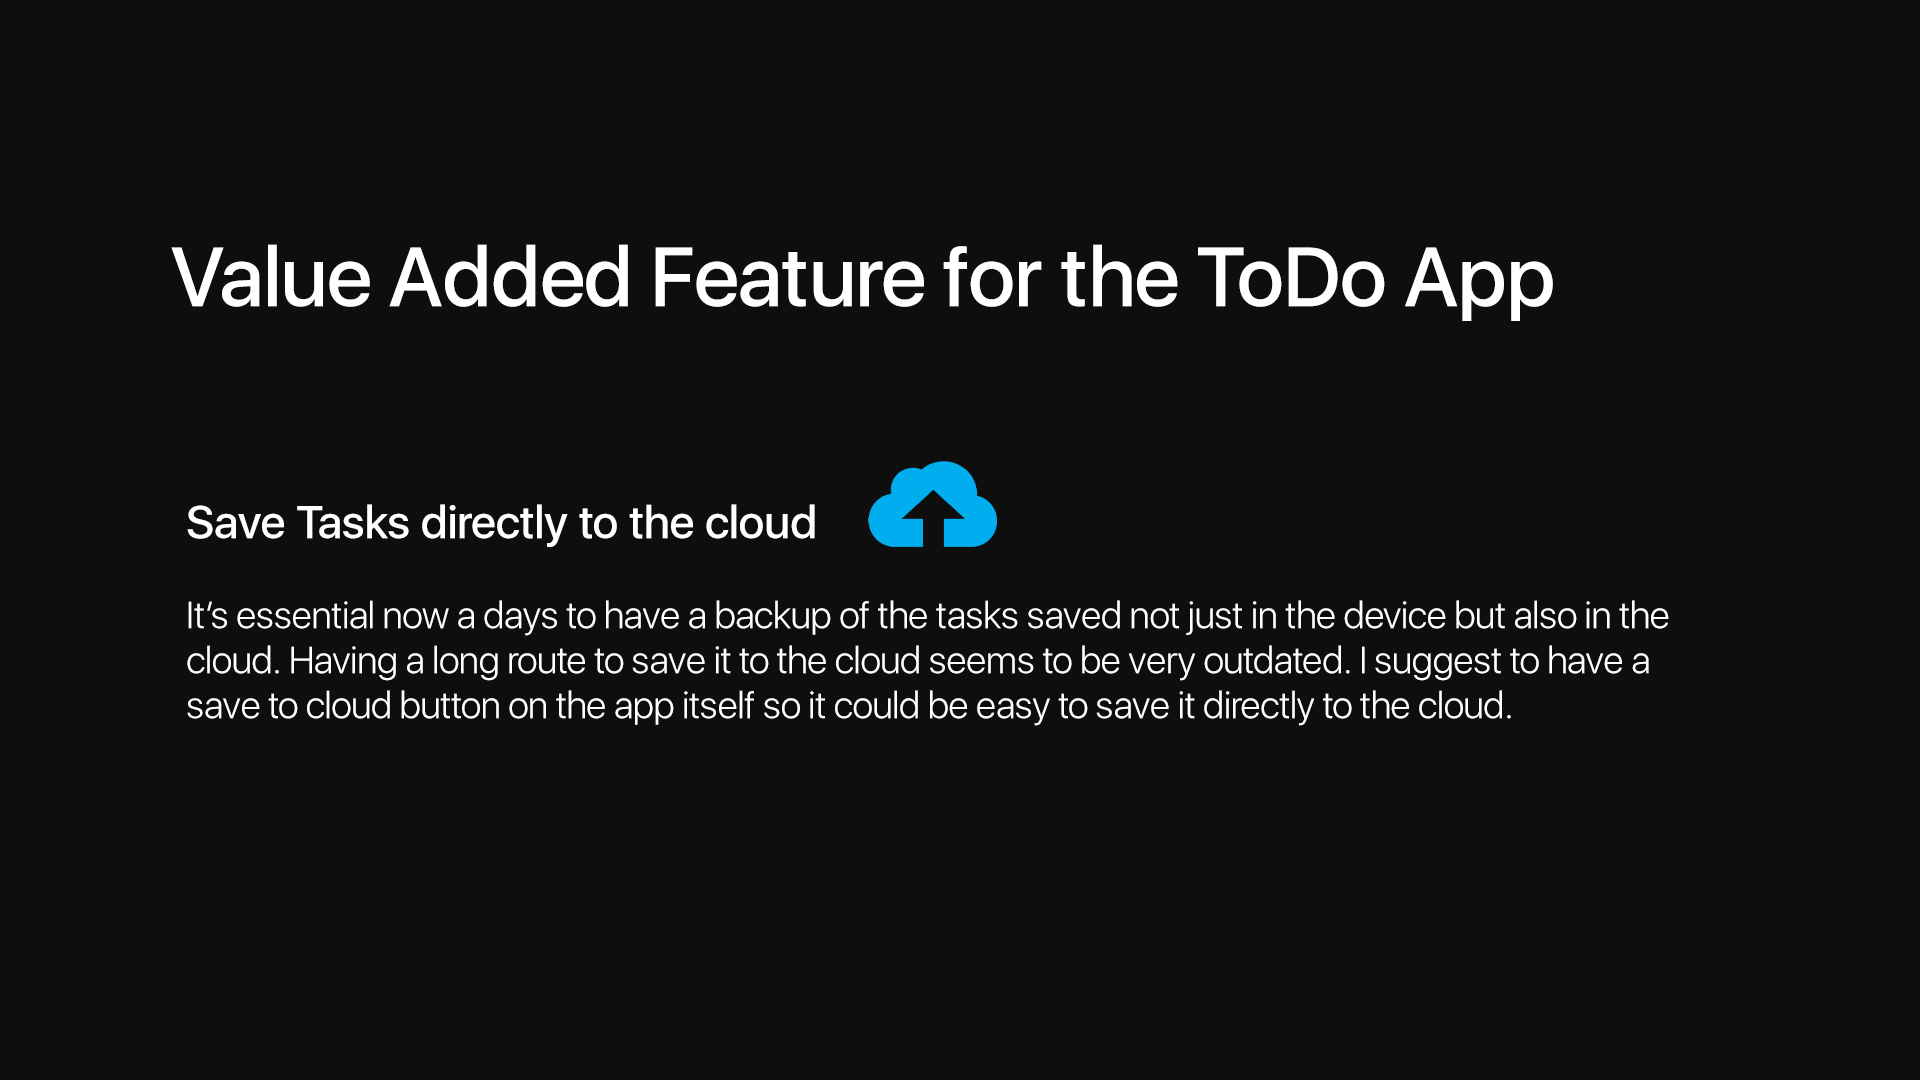 Value Added Feature for the ToDo App
Save Tasks directly to the cloud
It’s essential now a days to have a backup of the tasks saved not just in the device but also in the
cloud. Having a long route to save it to the cloud seems to be very outdated. I suggest to have a
save to cloud button on the app itself so it could be easy to save it directly to the cloud.